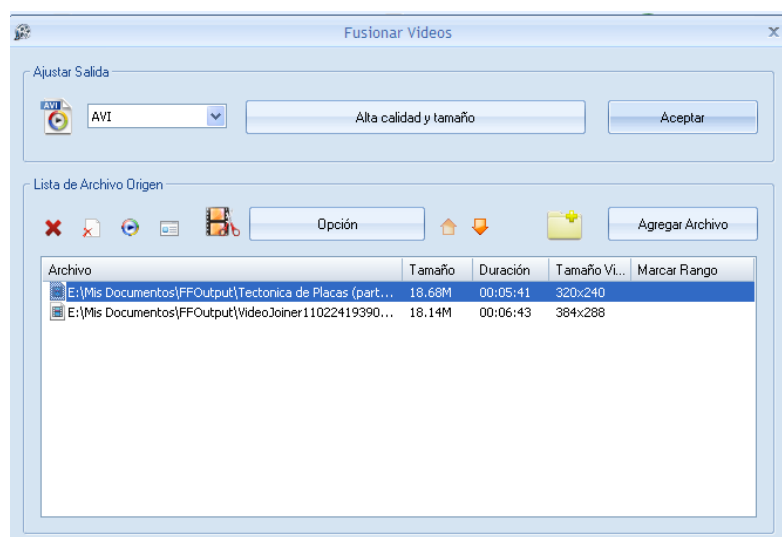 Fusionar Videos
Ajustar Salida
AVI AVI Alta calidad y tamaño Aceptar
Lista de Archivo Origen
Opción Agregar Archivo
Archivo Tamaño Duración Tamaño Vi... Marcar Rango
E:\Mis Documentos\FFOutput\Tectonica de Placas (part... 18.68M 00:05:41 320x240
E:\Mis Documentos\FFOutput\VideoJoiner11022419390... 18.14M 00:06:43 384x288